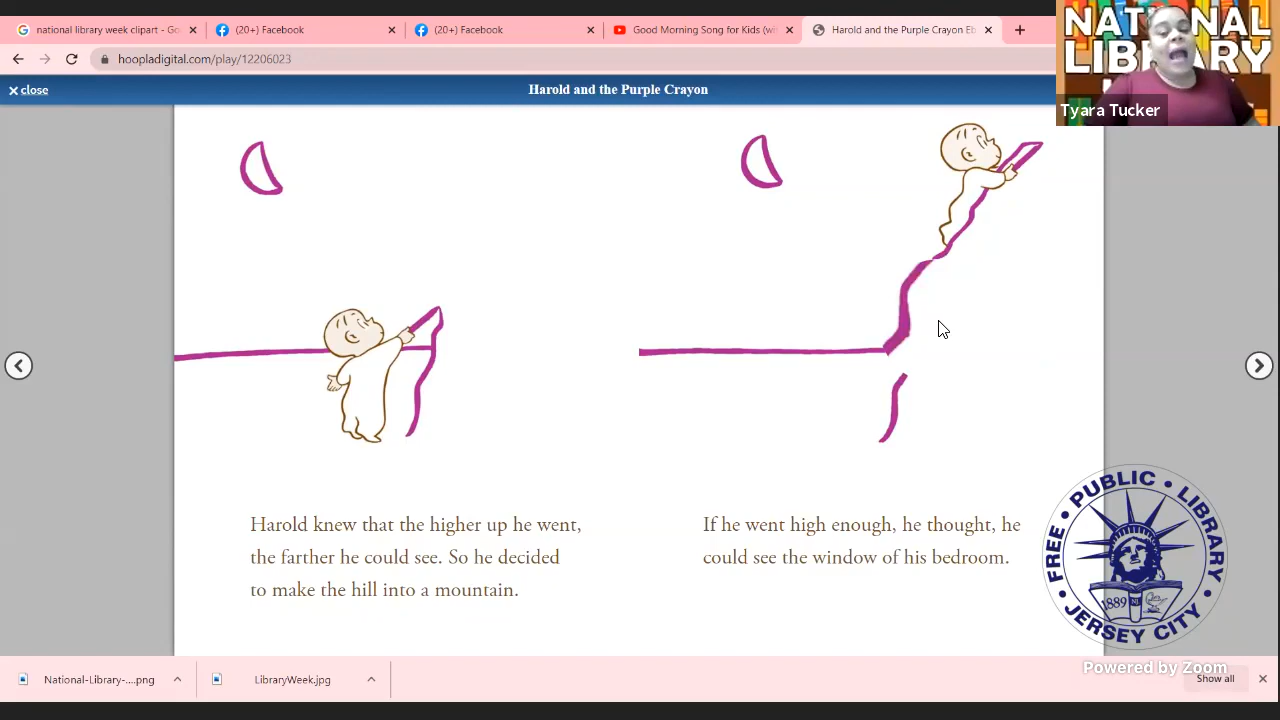 national library week clipart - Go
(20+) Facebook
(20+) Facebook
Good Morning Song for Kids (wi
Harold and the Purple Crayon Eb
hoopladigital.com/play/12206023
close
Harold and the Purple Crayon
NATIONAL
LIBRARY
Tyara Tucker
Harold knew that the higher up he went,
the farther he could see. So he decided
to make the hill into a mountain.
If he went high enough, he thought, he
could see the window of his bedroom.
FREE • PUBLIC • LIBRARY
1889
JERSEY CITY
Powered by Zoom
National-Library-....png
LibraryWeek.jpg
Show all